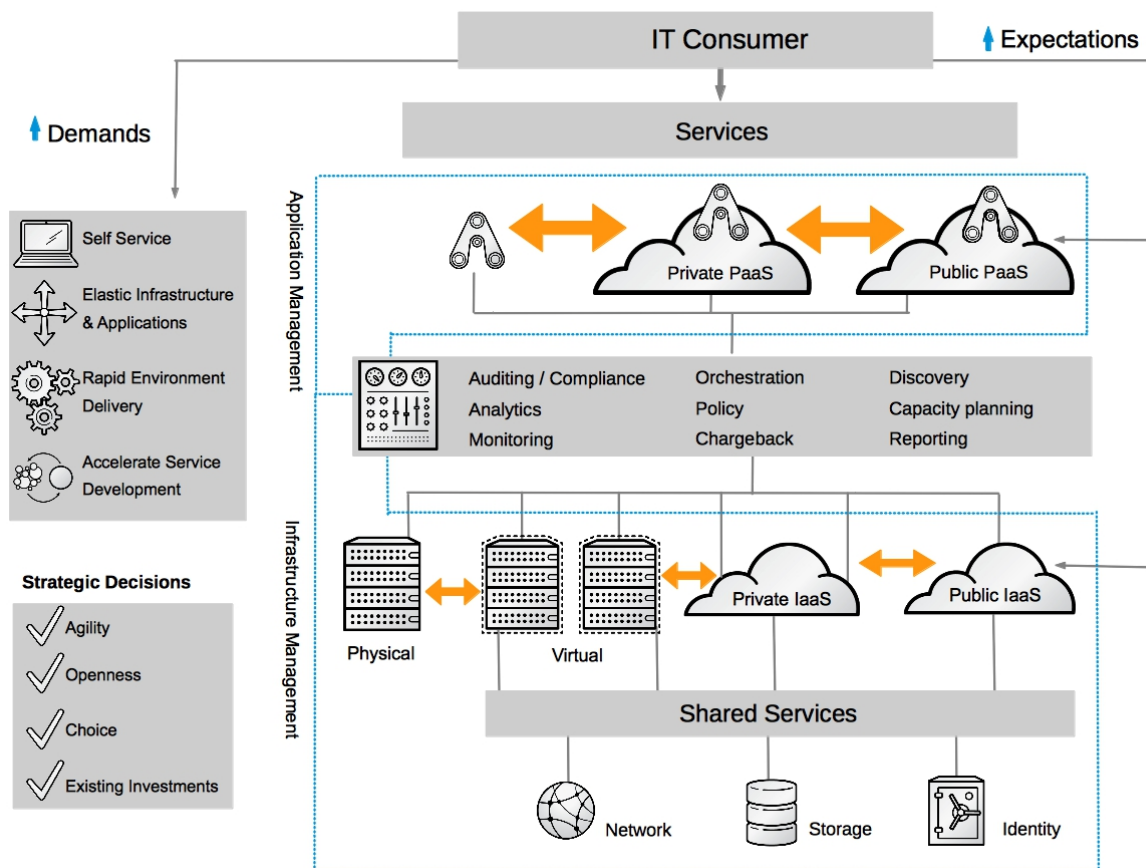 IT Consumer
Expectations
Demands
Services
Self Service
Elastic Infrastructure
& Applications
Rapid Environment
Delivery
Accelerate Service
Development
Strategic Decisions
Agility
Openness
Choice
Existing Investments
Application Management
Private PaaS
Public PaaS
Auditing / Compliance
Orchestration
Discovery
Analytics
Policy
Capacity planning
Monitoring
Chargeback
Reporting
Infrastructure Management
Private IaaS
Public IaaS
Physical
Virtual
Shared Services
Network
Storage
Identity